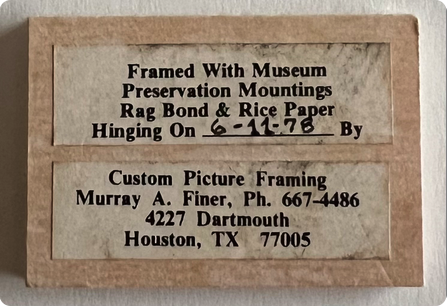 Framed With Museum
Preservation Mountings
Rag Bond & Rice Paper
Hinging On 6-11-78 By
Custom Picture Framing
Murray A. Finer, Ph. 667-4486
4227 Dartmouth
Houston, TX 77005